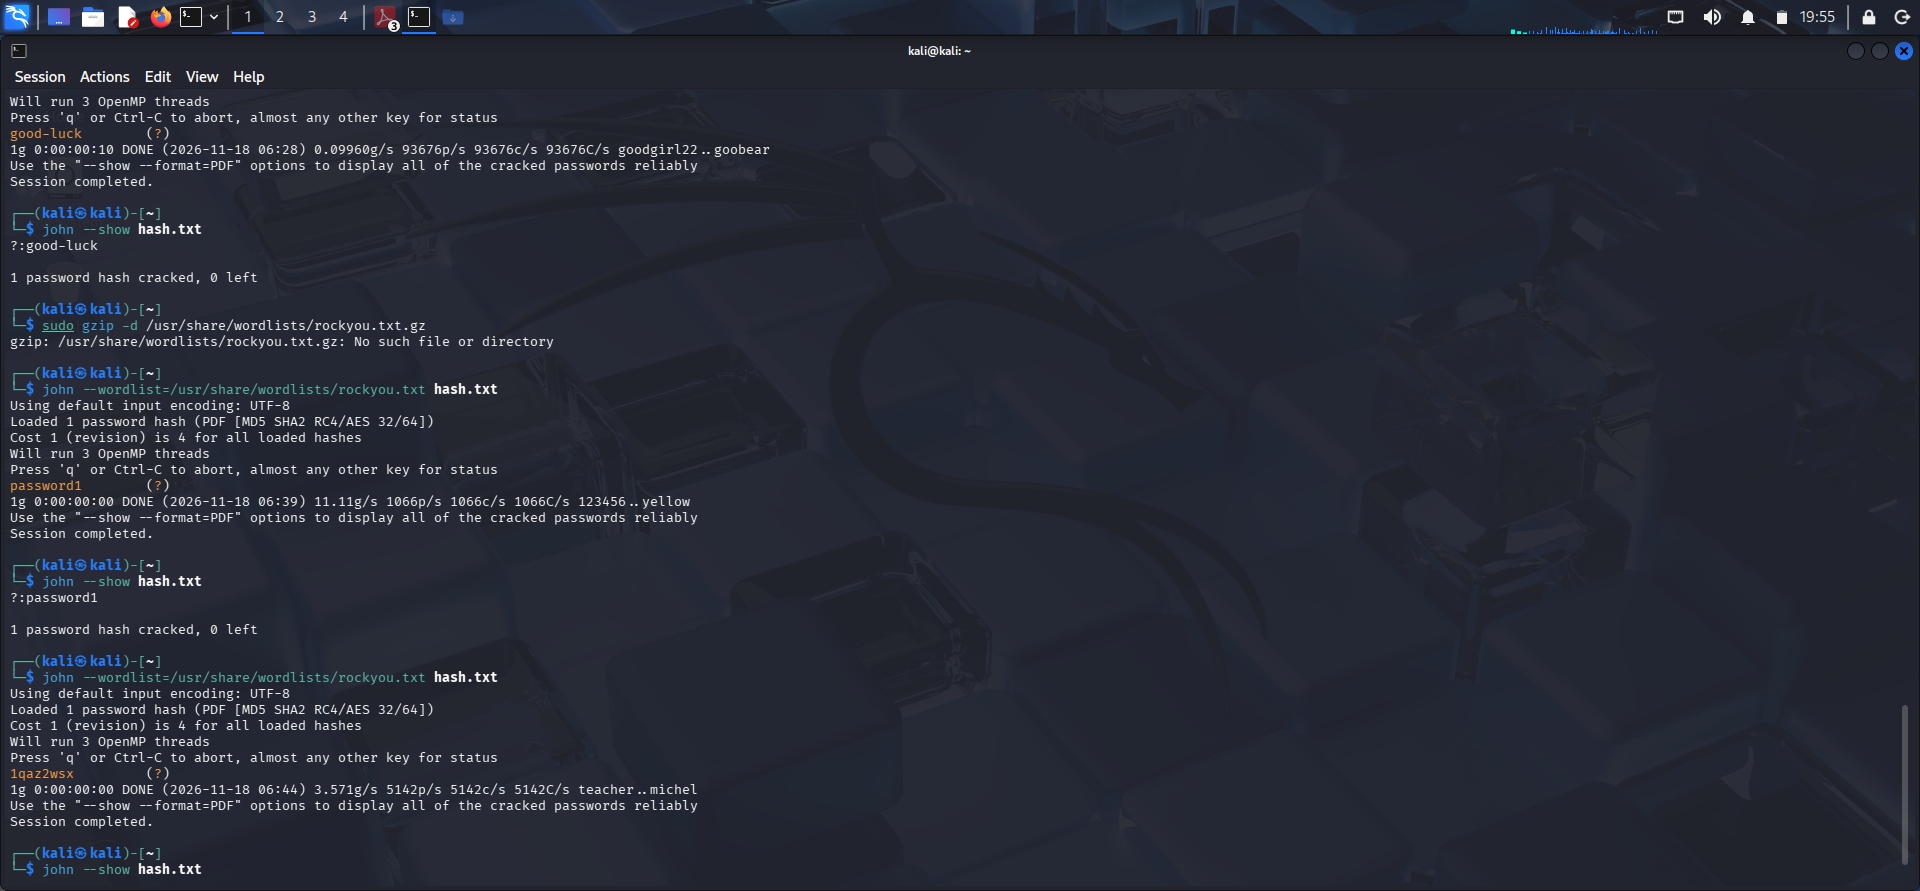 1 2 3 4 3 19:55
kali@kali: ~
Session Actions Edit View Help
Will run 3 OpenMP threads
Press 'q' or Ctrl-C to abort, almost any other key for status
good-luck (?)
1g 0:00:00:10 DONE (2026-11-18 06:28) 0.09960g/s 93676p/s 93676c/s 93676C/s goodgirl22..goobear
Use the "--show --format=PDF" options to display all of the cracked passwords reliably
Session completed.
┌──(kali㉿kali)-[~]
└─$ john --show hash.txt
?:good-luck
1 password hash cracked, 0 left
┌──(kali㉿kali)-[~]
└─$ sudo gzip -d /usr/share/wordlists/rockyou.txt.gz
gzip: /usr/share/wordlists/rockyou.txt.gz: No such file or directory
┌──(kali㉿kali)-[~]
└─$ john --wordlist=/usr/share/wordlists/rockyou.txt hash.txt
Using default input encoding: UTF-8
Loaded 1 password hash (PDF [MD5 SHA2 RC4/AES 32/64])
Cost 1 (revision) is 4 for all loaded hashes
Will run 3 OpenMP threads
Press 'q' or Ctrl-C to abort, almost any other key for status
password1 (?)
1g 0:00:00:00 DONE (2026-11-18 06:39) 11.11g/s 1066p/s 1066c/s 1066C/s 123456..yellow
Use the "--show --format=PDF" options to display all of the cracked passwords reliably
Session completed.
┌──(kali㉿kali)-[~]
└─$ john --show hash.txt
?:password1
1 password hash cracked, 0 left
┌──(kali㉿kali)-[~]
└─$ john --wordlist=/usr/share/wordlists/rockyou.txt hash.txt
Using default input encoding: UTF-8
Loaded 1 password hash (PDF [MD5 SHA2 RC4/AES 32/64])
Cost 1 (revision) is 4 for all loaded hashes
Will run 3 OpenMP threads
Press 'q' or Ctrl-C to abort, almost any other key for status
1qaz2wsx (?)
1g 0:00:00:00 DONE (2026-11-18 06:44) 3.571g/s 5142p/s 5142c/s 5142C/s teacher..michel
Use the "--show --format=PDF" options to display all of the cracked passwords reliably
Session completed.
┌──(kali㉿kali)-[~]
└─$ john --show hash.txt